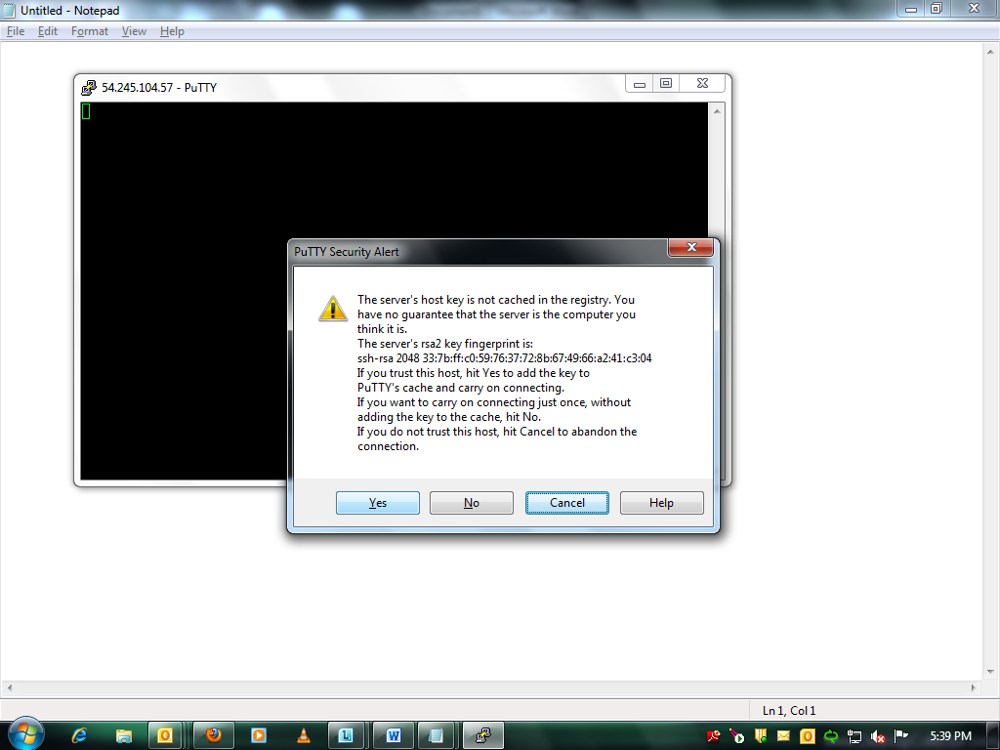 Untitled - Notepad
File Edit Format View Help
54.245.104.57 - PuTTY
PuTTY Security Alert
The server's host key is not cached in the registry. You
have no guarantee that the server is the computer you
think it is.
The server's rsa2 key fingerprint is:
ssh-rsa 2048 33:7b:ff:c0:59:76:37:72:8b:67:49:66:a2:41:c3:04
If you trust this host, hit Yes to add the key to
PuTTY's cache and carry on connecting.
If you want to carry on connecting just once, without
adding the key to the cache, hit No.
If you do not trust this host, hit Cancel to abandon the
connection.
Yes No Cancel Help
Ln 1, Col 1
5:39 PM